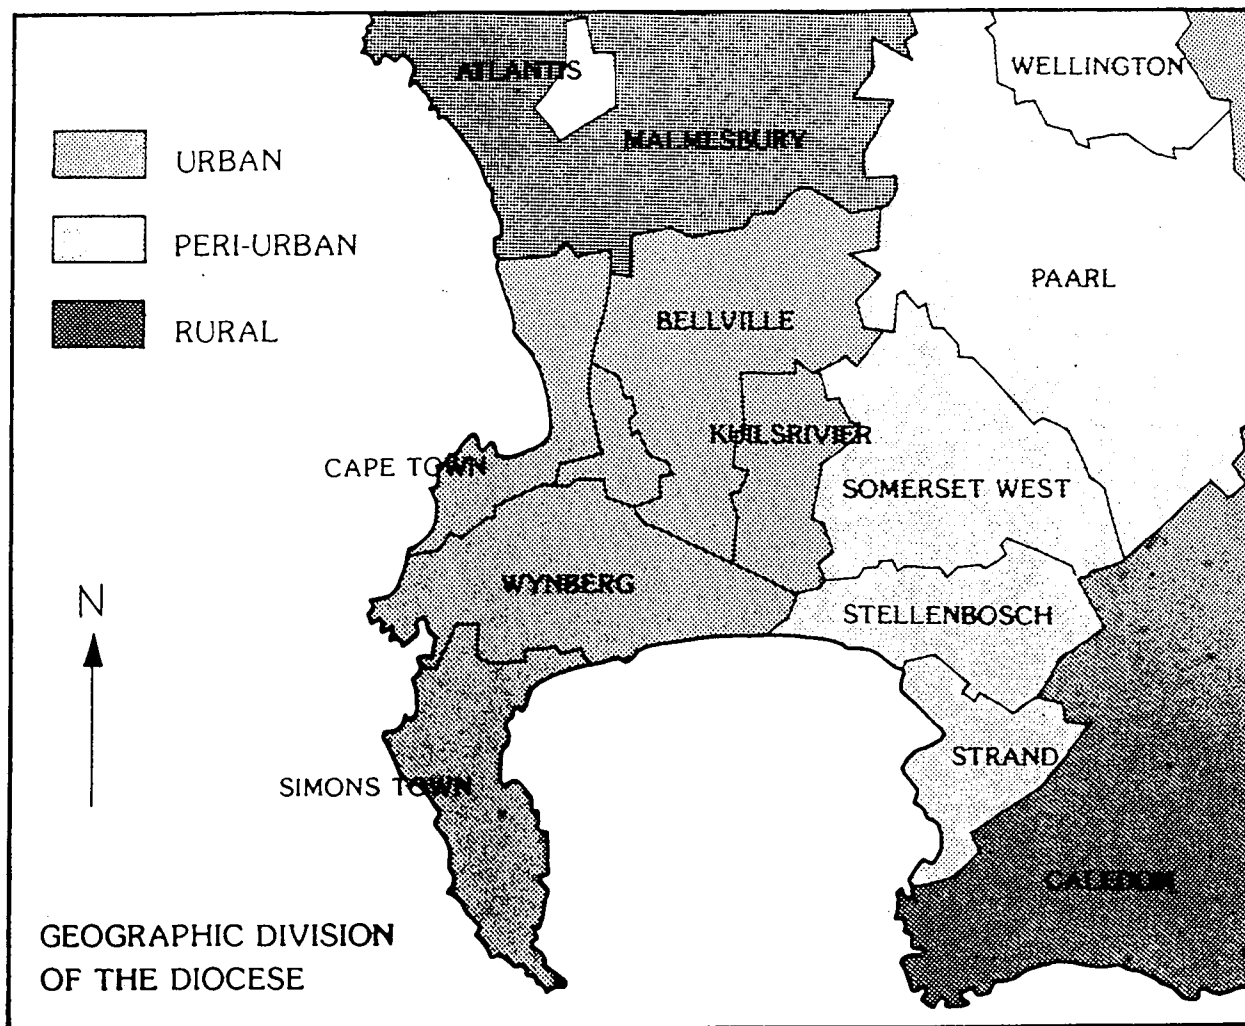 ATLANTIS
WELLINGTON
MALMESBURY
URBAN
PERI-URBAN
RURAL
PAARL
BELLVILLE
KUILSRIVIER
CAPE TOWN
SOMERSET WEST
N
WYNBERG
STELLENBOSCH
STRAND
SIMONS TOWN
CALEDON
GEOGRAPHIC DIVISION
OF THE DIOCESE